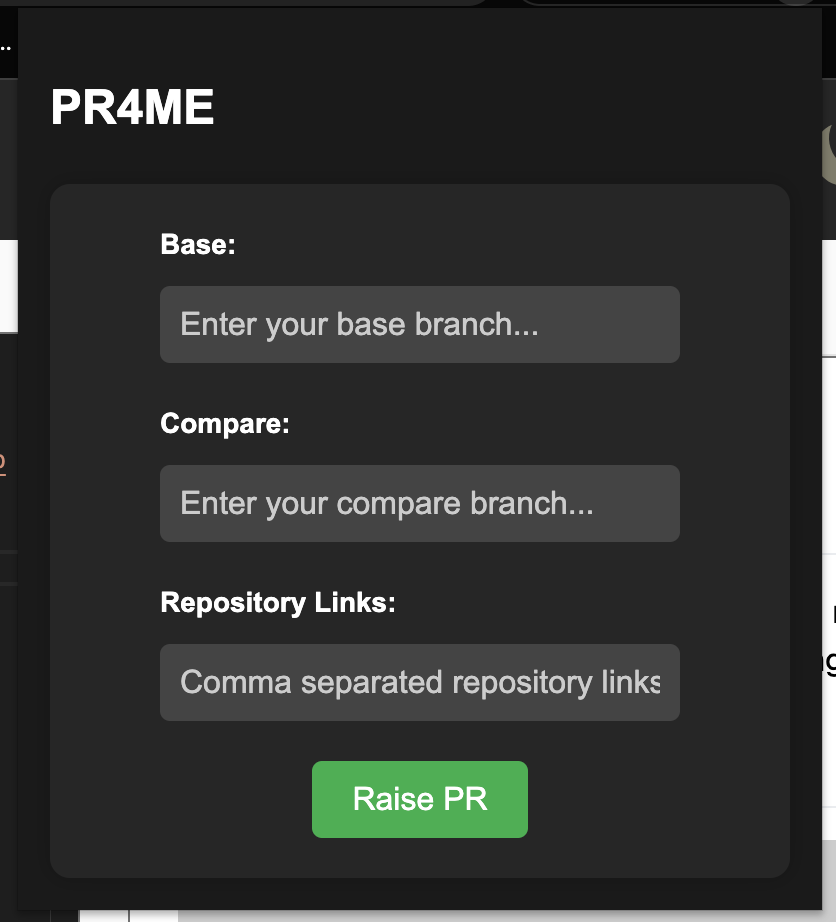 PR4ME
Base:
Enter your base branch...
Compare:
Enter your compare branch...
Repository Links:
Comma separated repository links
Raise PR